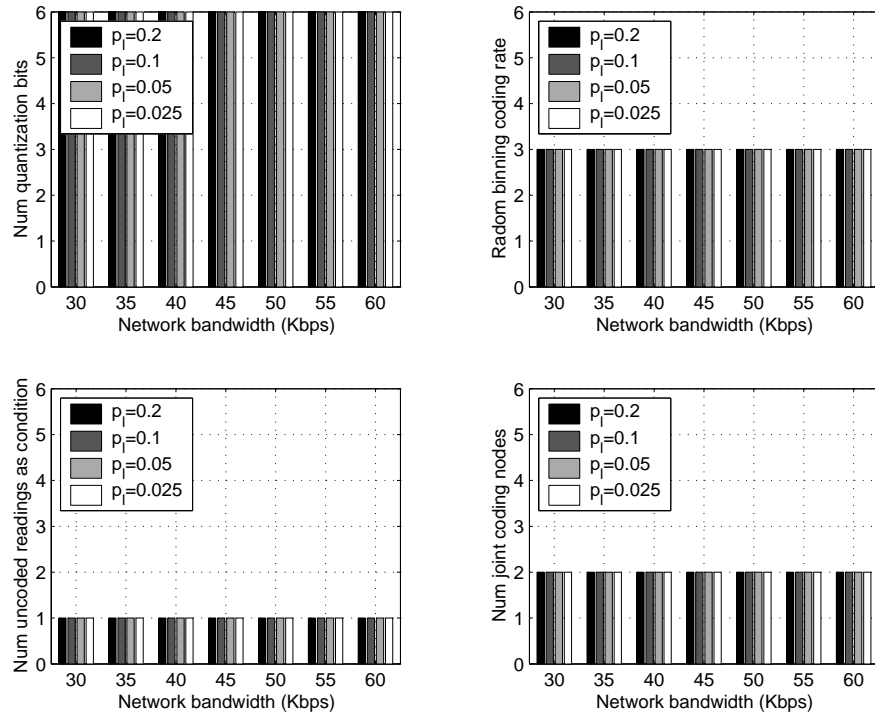 Num quantization bits
6
5
4
3
2
1
0
p_l=0.2
p_l=0.1
p_l=0.05
p_l=0.025
30 35 40 45 50 55 60
Network bandwidth (Kbps)
Radom binning coding rate
6
5
4
3
2
1
0
p_l=0.2
p_l=0.1
p_l=0.05
p_l=0.025
30 35 40 45 50 55 60
Network bandwidth (Kbps)
Num uncoded readings as condition
6
5
4
3
2
1
0
p_l=0.2
p_l=0.1
p_l=0.05
p_l=0.025
30 35 40 45 50 55 60
Network bandwidth (Kbps)
Num joint coding nodes
6
5
4
3
2
1
0
p_l=0.2
p_l=0.1
p_l=0.05
p_l=0.025
30 35 40 45 50 55 60
Network bandwidth (Kbps)